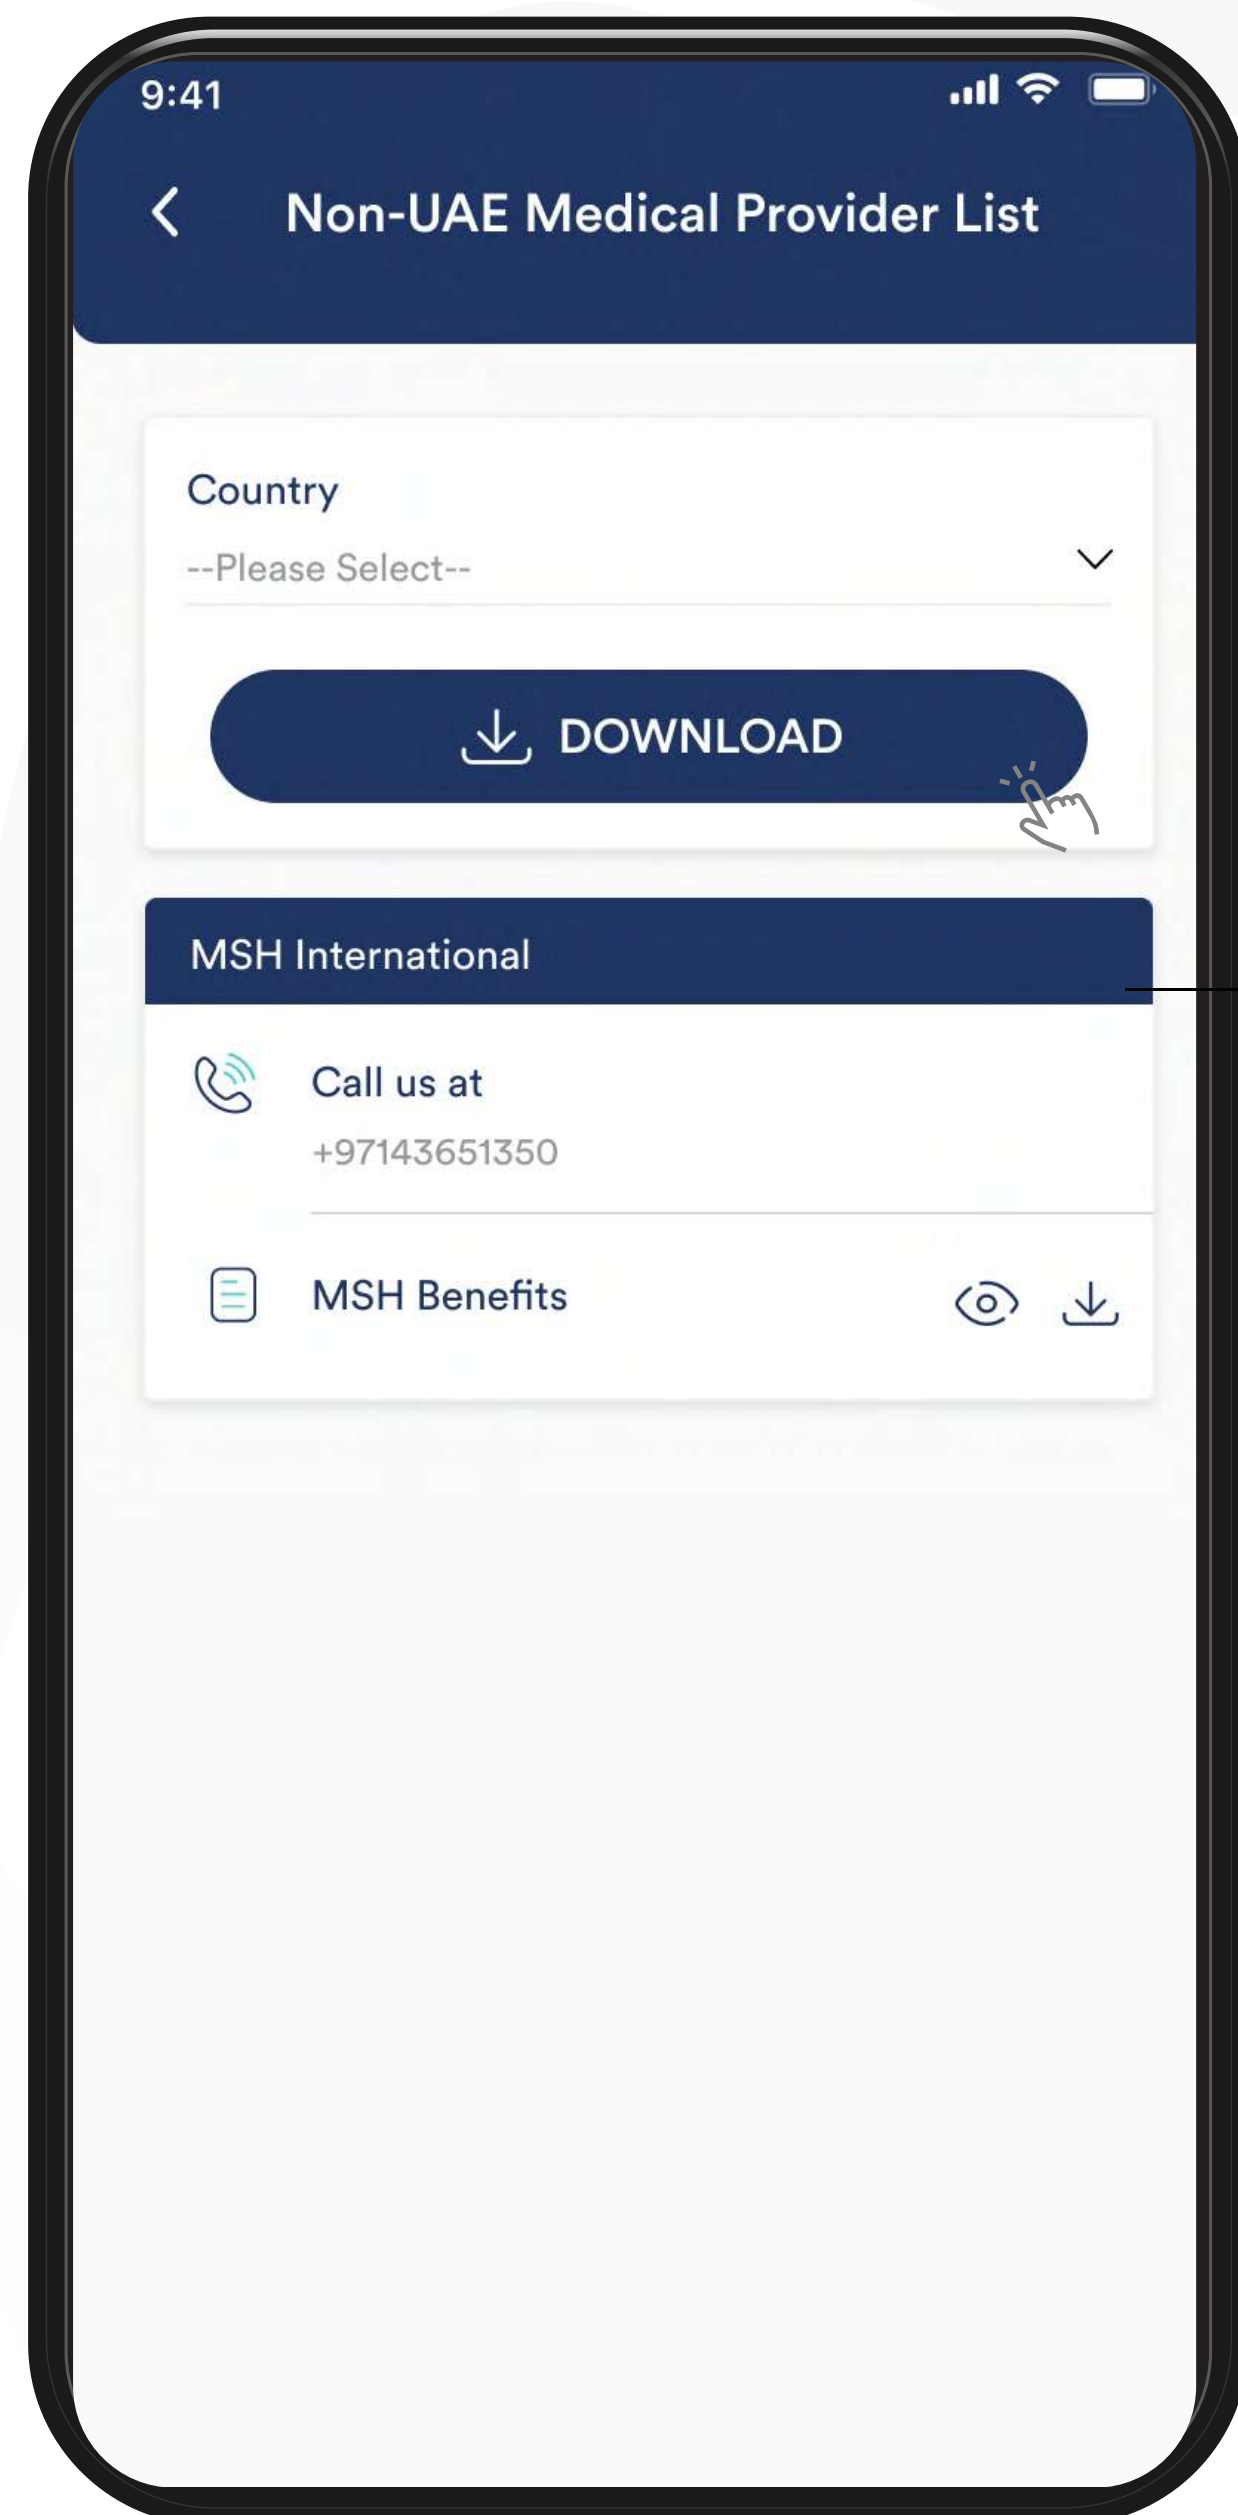 9:41
Non-UAE Medical Provider List
Country
--Please Select--
DOWNLOAD
MSH International
Call us at
+97143651350
MSH Benefits